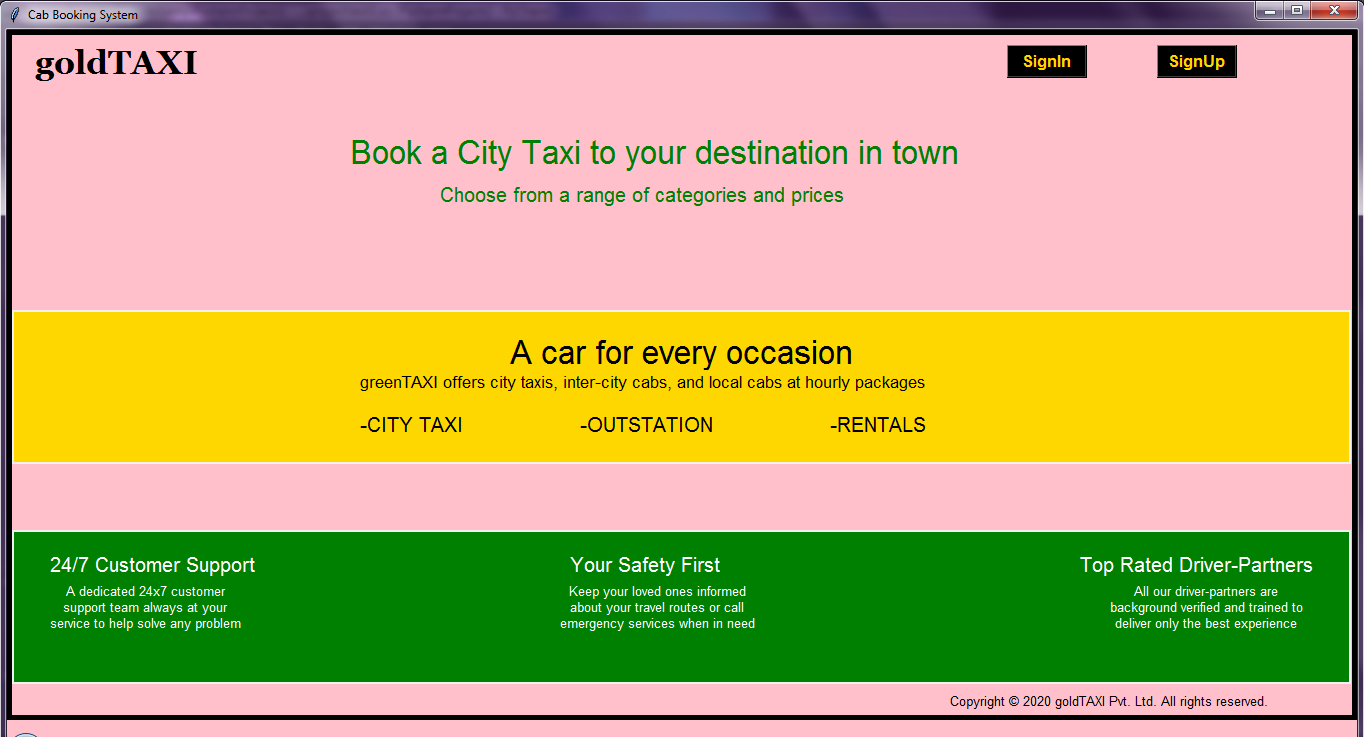 Cab Booking System
goldTAXI
SignIn
SignUp
Book a City Taxi to your destination in town
Choose from a range of categories and prices
A car for every occasion
greenTAXI offers city taxis, inter-city cabs, and local cabs at hourly packages
-CITY TAXI
-OUTSTATION
-RENTALS
24/7 Customer Support
A dedicated 24x7 customer
support team always at your
service to help solve any problem
Your Safety First
Keep your loved ones informed
about your travel routes or call
emergency services when in need
Top Rated Driver-Partners
All our driver-partners are
background verified and trained to
deliver only the best experience
Copyright © 2020 goldTAXI Pvt. Ltd. All rights reserved.